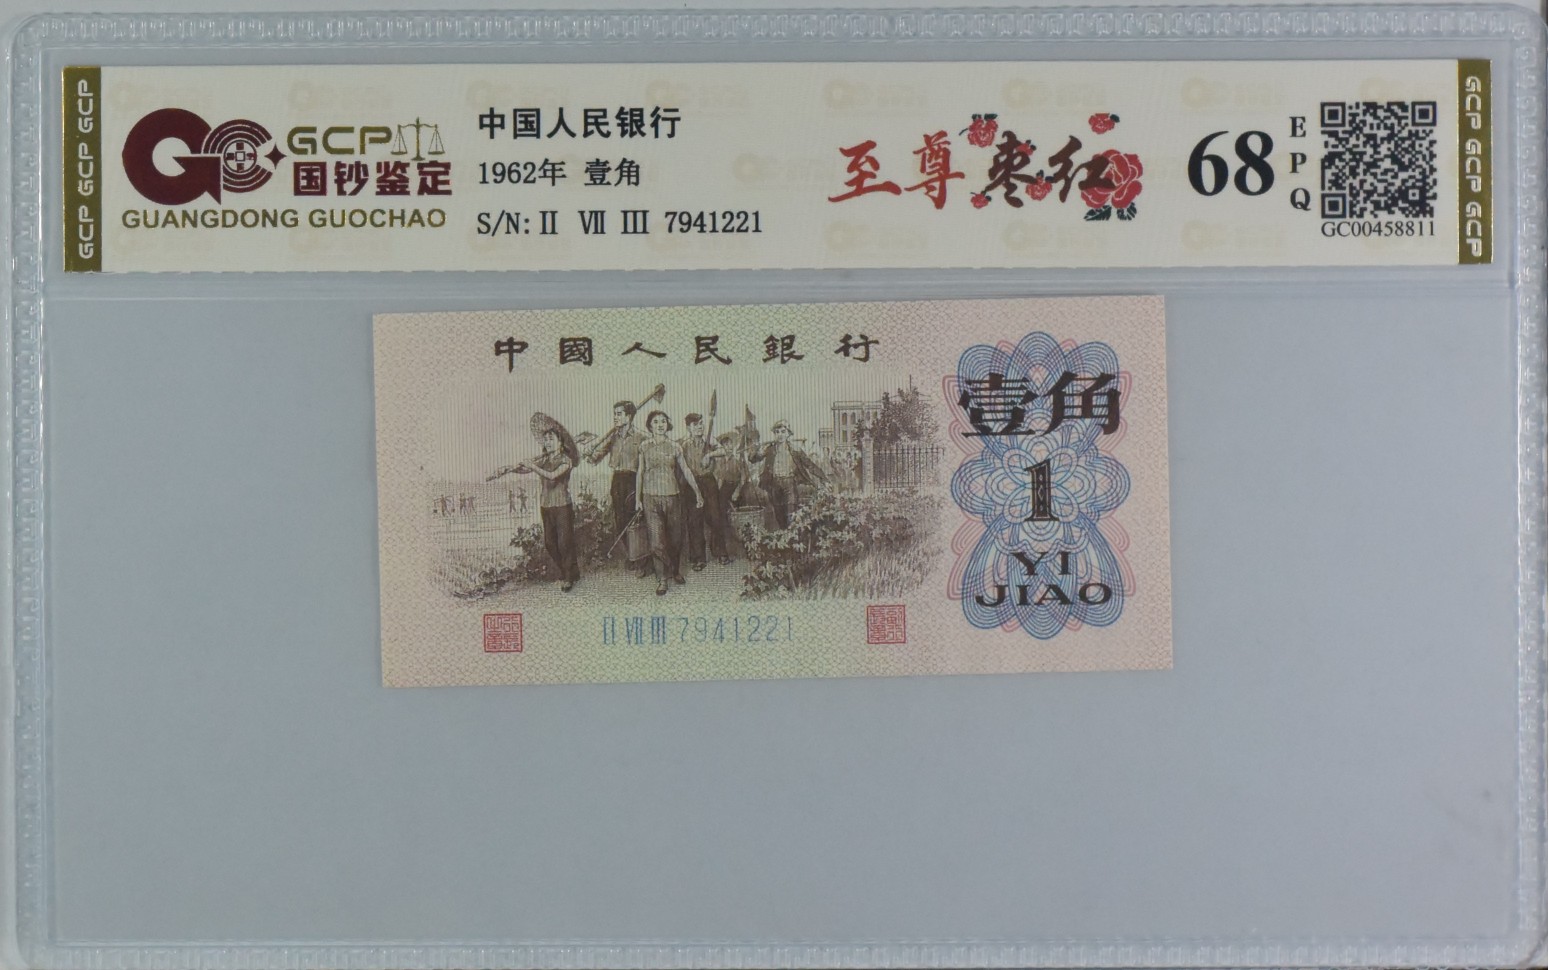 GCP GCP GCP
GCP
国钞鉴定
GUANGDONG GUOCHAO
中国人民银行
1962年 壹角
S/N: II VII III 7941221
至尊枣红
68
EPQ
GC00458811
GCP GCP GCP
中國人民銀行
壹角
1
YI
JIAO
II VII III 7941221